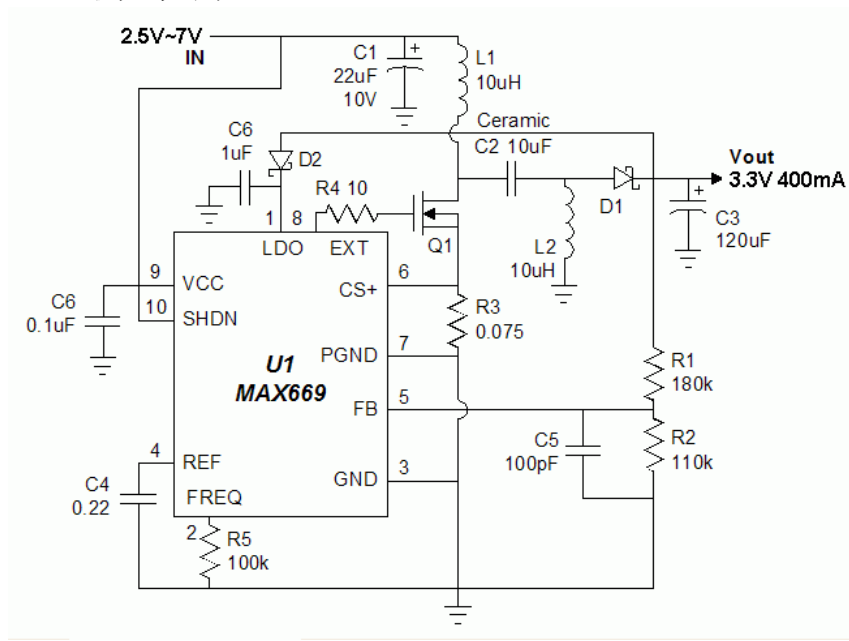 2.5V~7V
IN
C1
22uF
10V
L1
10uH
Ceramic
C2 10uF
C6
1uF
D2
R4 10
Vout
3.3V 400mA
D1
C3
120uF
Q1
L2
10uH
1
8
LDO
EXT
9
VCC
6
CS+
C6
0.1uF
10
SHDN
R3
0.075
U1
MAX669
PGND
7
R1
180k
FB
5
R2
110k
C5
100pF
4
REF
C4
0.22
GND
3
FREQ
2
R5
100k